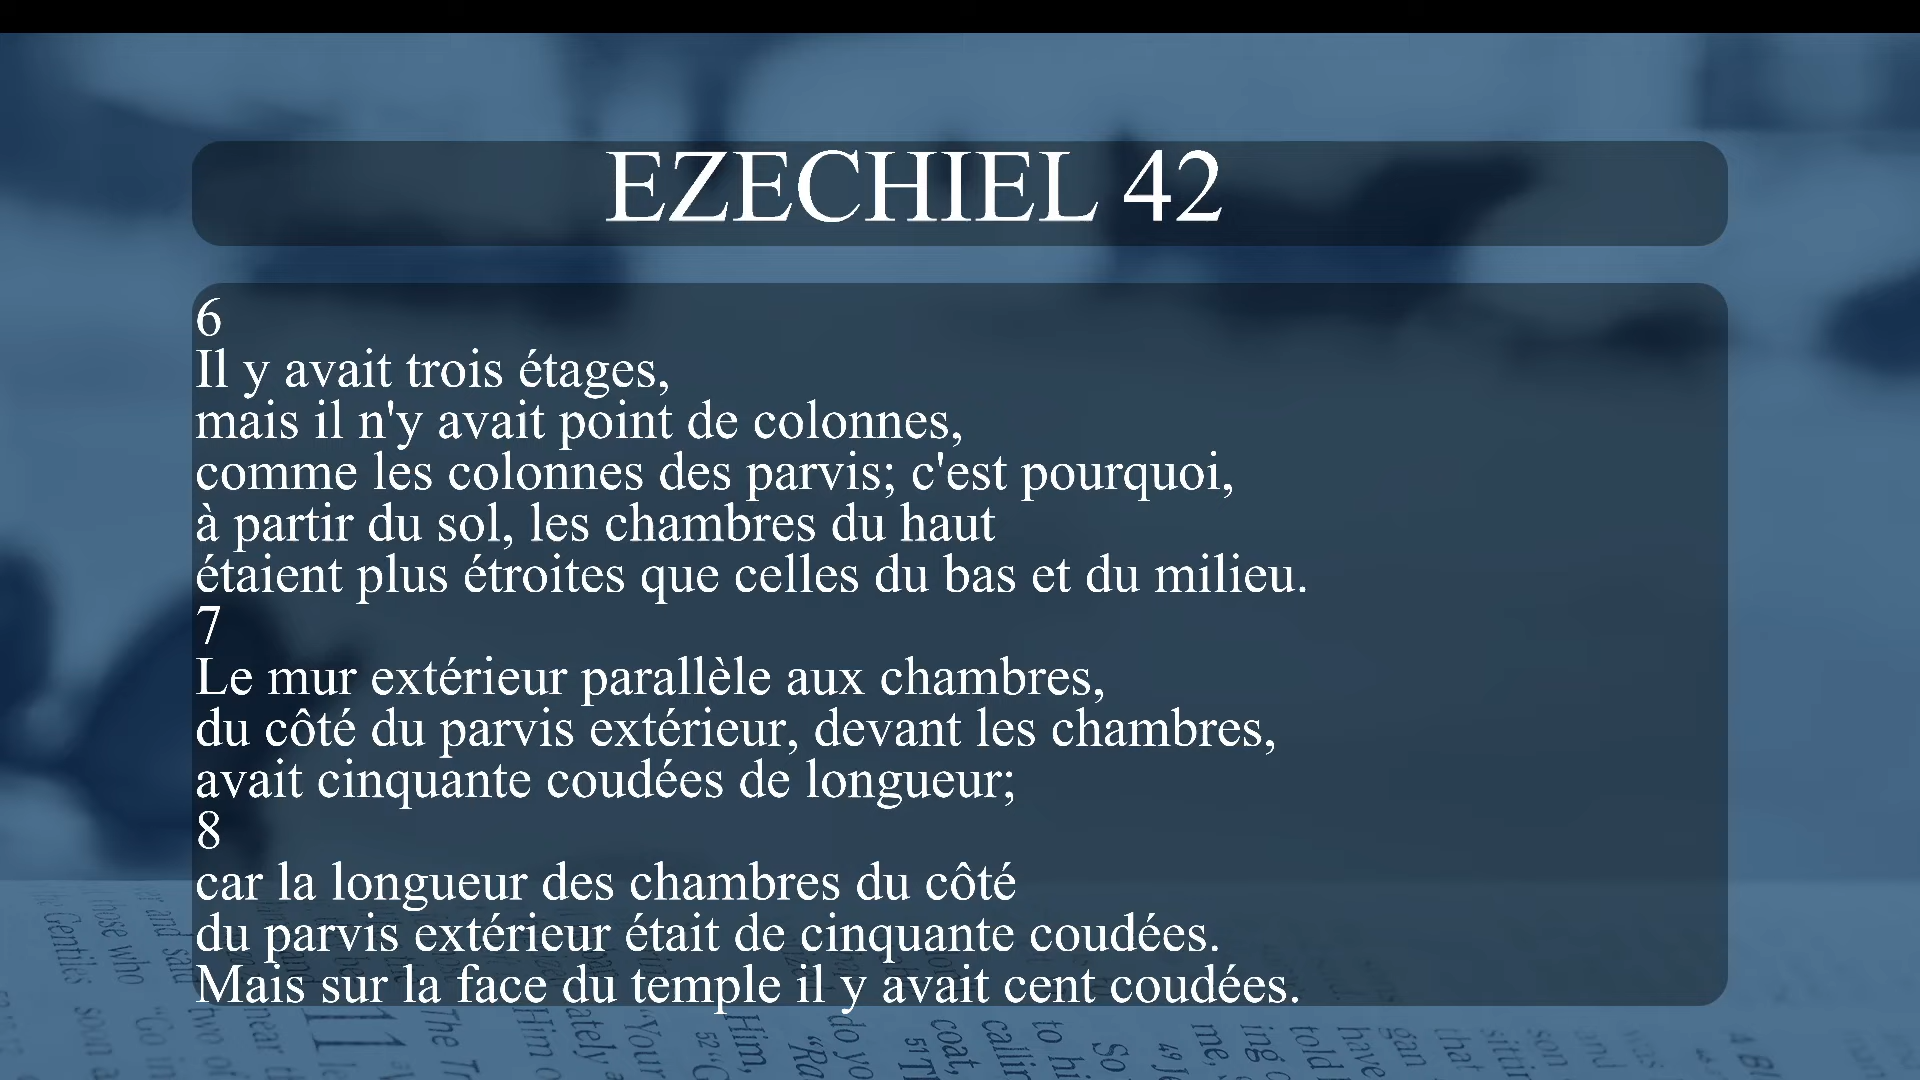 EZECHIEL 42
6
Il y avait trois étages,
mais il n'y avait point de colonnes,
comme les colonnes des parvis; c'est pourquoi,
à partir du sol, les chambres du haut
étaient plus étroites que celles du bas et du milieu.
7
Le mur extérieur parallèle aux chambres,
du côté du parvis extérieur, devant les chambres,
avait cinquante coudées de longueur;
8
car la longueur des chambres du côté
du parvis extérieur était de cinquante coudées.
Mais sur la face du temple il y avait cent coudées.